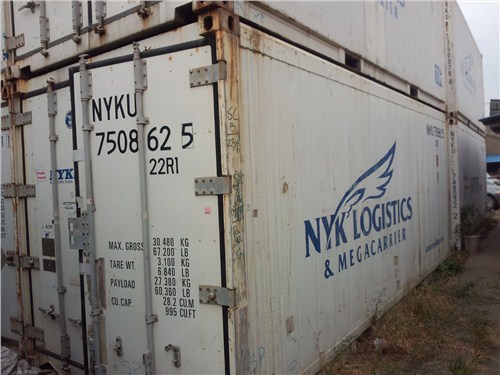 NYKU
750862 5
22R1
NYK
MAX. GROSS 30.480 KG
67.200 LB
TARE WT. 3.100 KG
6.840 LB
PAYLOAD 27.380 KG
60.360 LB
CU.CAP. 28.2 CU.M
995 CU.FT
NYK LOGISTICS
& MEGACARRIER